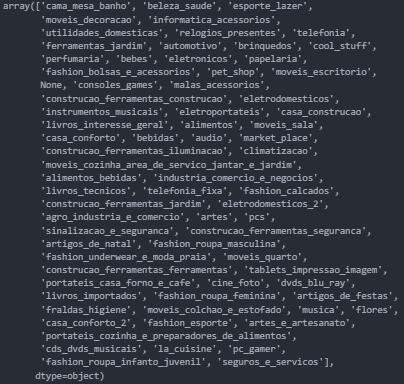 array(['cama_mesa_banho', 'beleza_saude', 'esporte_lazer',
'moveis_decoracao', 'informatica_acessorios',
'utilidades_domesticas', 'relogios_presentes', 'telefonia',
'ferramentas_jardim', 'automotivo', 'brinquedos', 'cool_stuff',
'perfumaria', 'bebes', 'eletronicos', 'papelaria',
'fashion_bolsas_e_acessorios', 'pet_shop', 'moveis_escritorio',
None, 'consoles_games', 'malas_acessorios',
'construcao_ferramentas_construcao', 'eletrodomesticos',
'instrumentos_musicais', 'eletroportateis', 'casa_construcao',
'livros_interesse_geral', 'alimentos', 'moveis_sala',
'casa_conforto', 'bebidas', 'audio', 'market_place',
'construcao_ferramentas_iluminacao', 'climatizacao',
'moveis_cozinha_area_de_servico_jantar_e_jardim',
'alimentos_bebidas', 'industria_comercio_e_negocios',
'livros_tecnicos', 'telefonia_fixa', 'fashion_calcados',
'construcao_ferramentas_jardim', 'eletrodomesticos_2',
'agro_industria_e_comercio', 'artes', 'pcs',
'sinalizacao_e_seguranca', 'construcao_ferramentas_seguranca',
'artigos_de_natal', 'fashion_roupa_masculina',
'fashion_underwear_e_moda_praia', 'moveis_quarto',
'construcao_ferramentas_ferramentas', 'tablets_impressao_imagem',
'portateis_casa_forno_e_cafe', 'cine_foto', 'dvds_blu_ray',
'livros_importados', 'fashion_roupa_feminina', 'artigos_de_festas',
'fraldas_higiene', 'moveis_colchao_e_estofado', 'musica', 'flores',
'casa_conforto_2', 'fashion_esporte', 'artes_e_artesanato',
'portateis_cozinha_e_preparadores_de_alimentos',
'cds_dvds_musicais', 'la_cuisine', 'pc_gamer',
'fashion_roupa_infanto_juvenil', 'seguros_e_servicos'],
dtype=object)